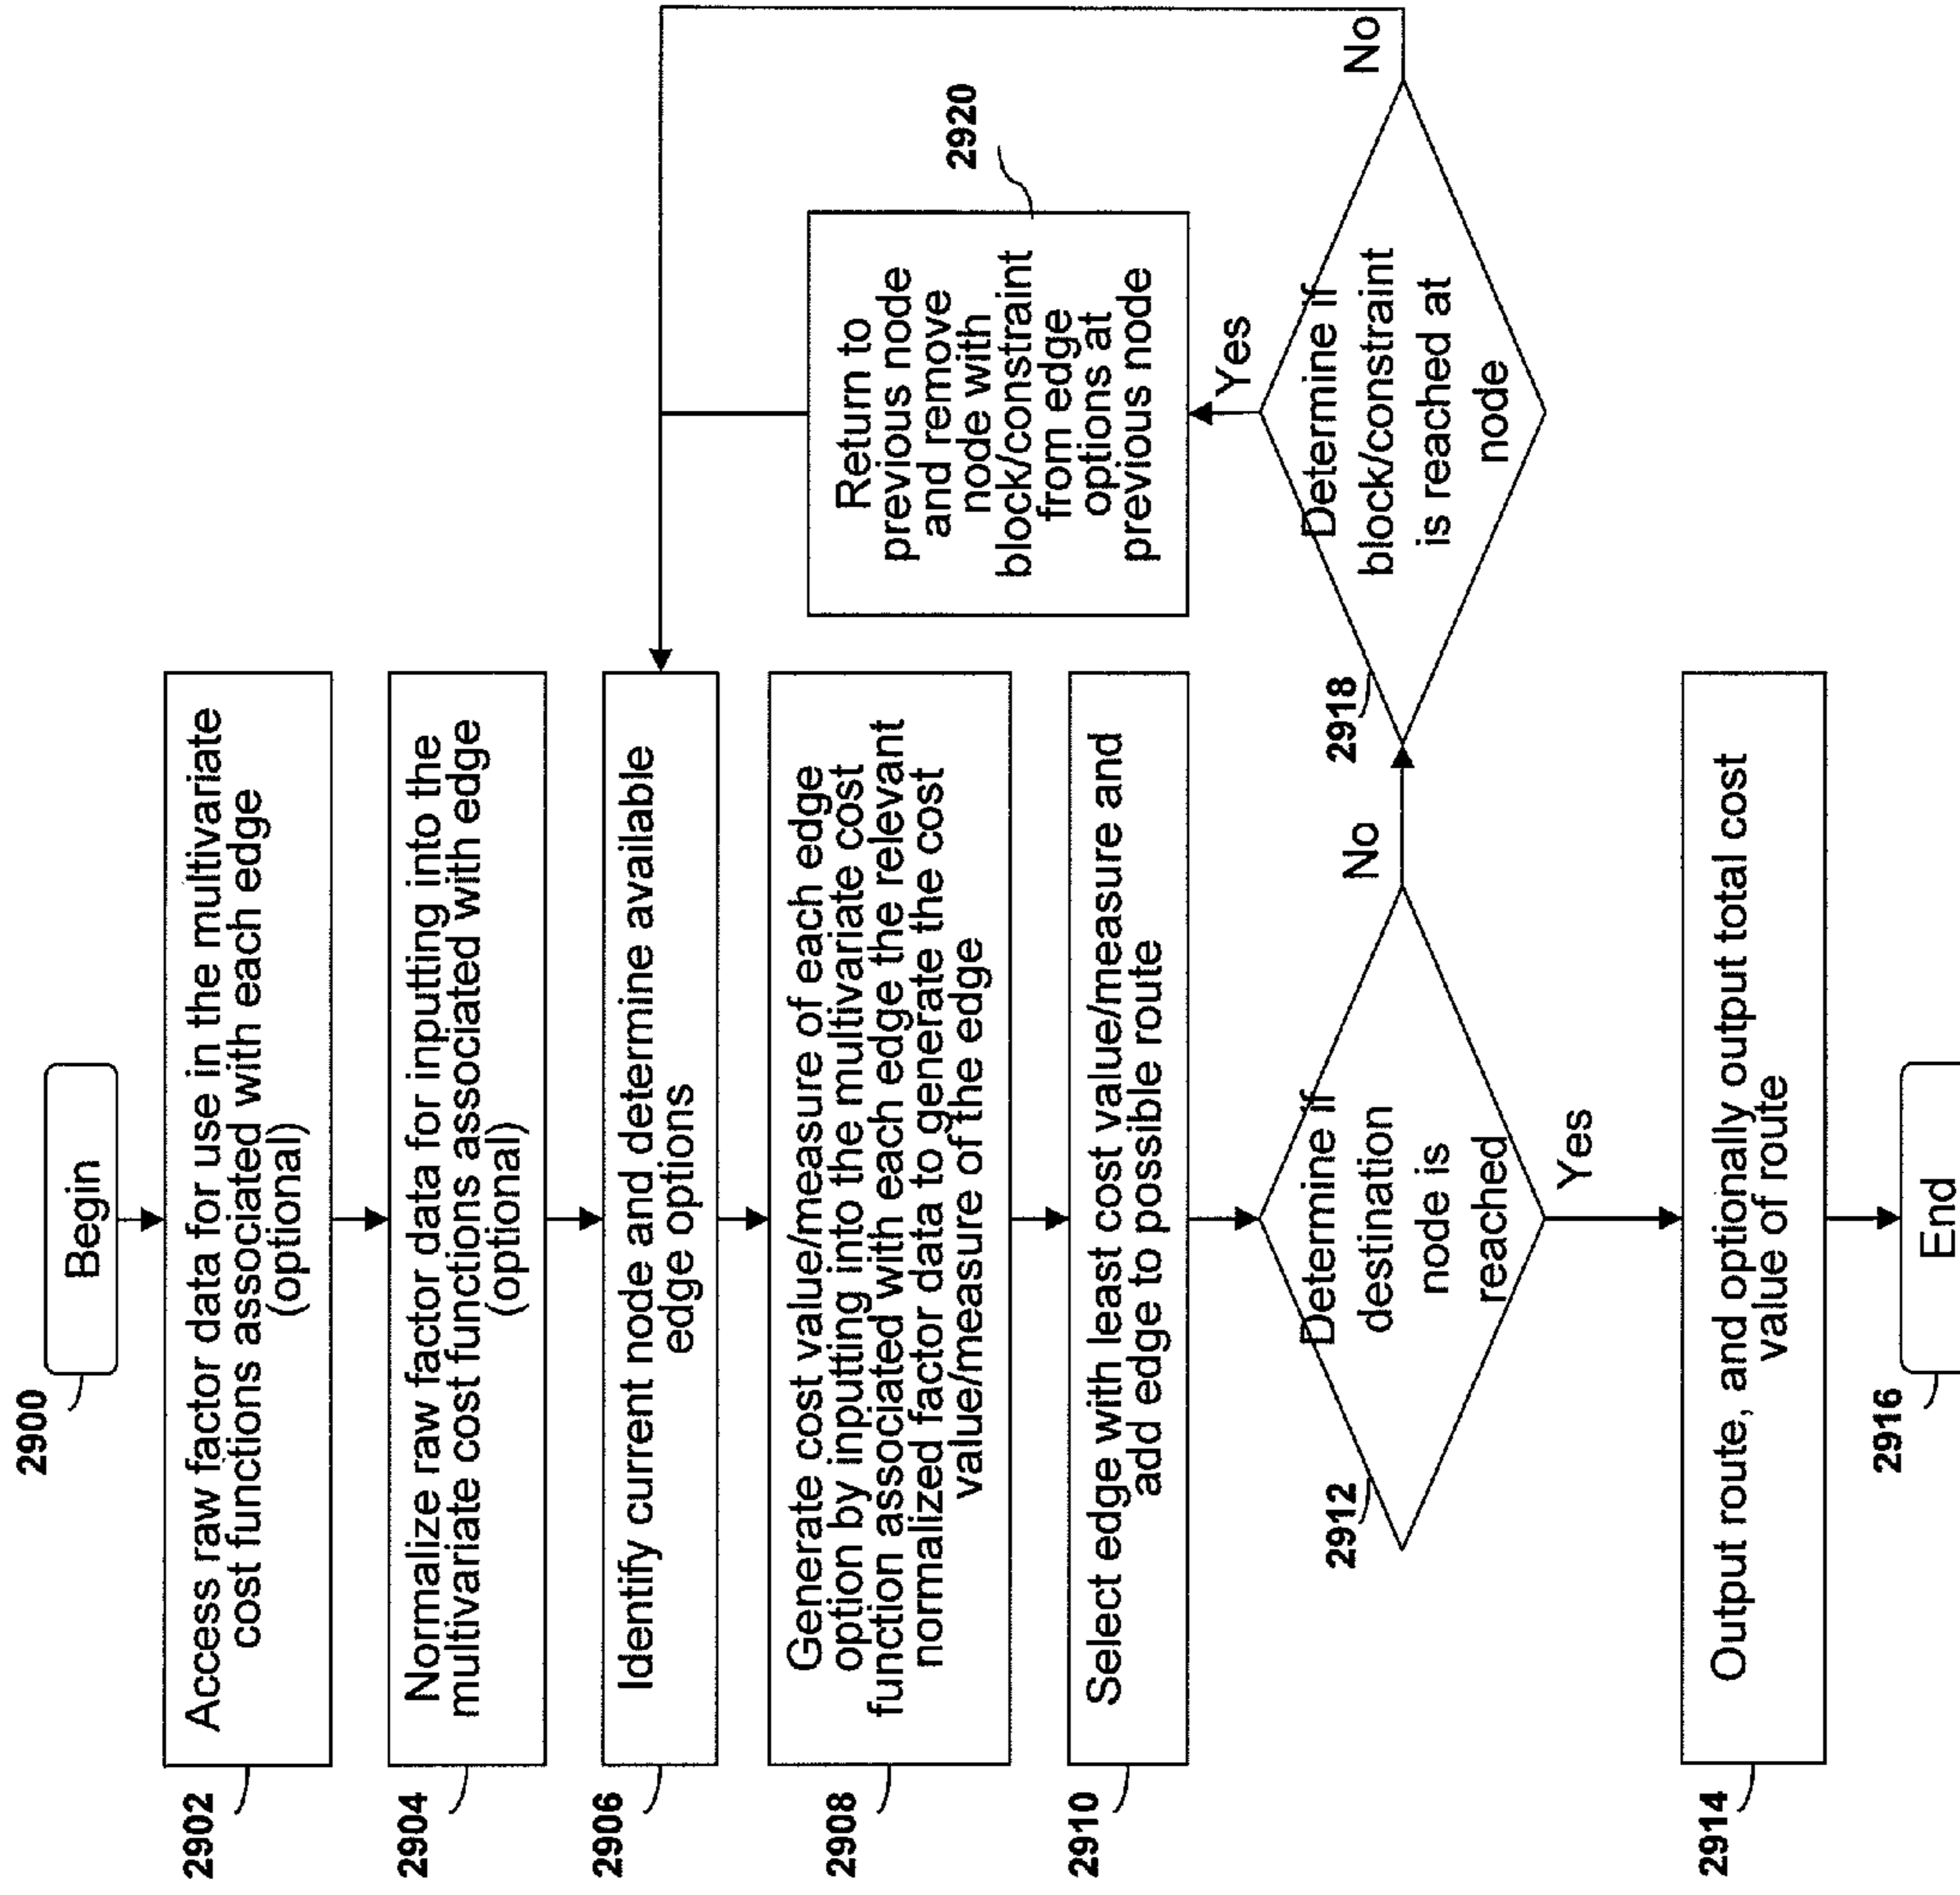 2900
Begin
2902
Access raw factor data for use in the multivariate
cost functions associated with each edge
(optional)
2904
Normalize raw factor data for inputing into the
multivariate cost functions associated with edge
(optional)
2906
Identify current node and determine available
edge options
2908
Generate cost value/measure of each edge
option by inputting into the multivariate cost
function associated with each edge the relevant
normalized factor data to generate the cost
value/measure of the edge
2910
Select edge with least cost value/measure and
add edge to possible route
2912
Determine if
destination
node is
reached
No
Yes
2918
Determine if
block/constraint
is reached at
node
No
Yes
2920
Return to
previous node
and remove
node with
block/constraint
from edge
options at
previous node
2914
Output route, and optionally output total cost
value of route
2916
End